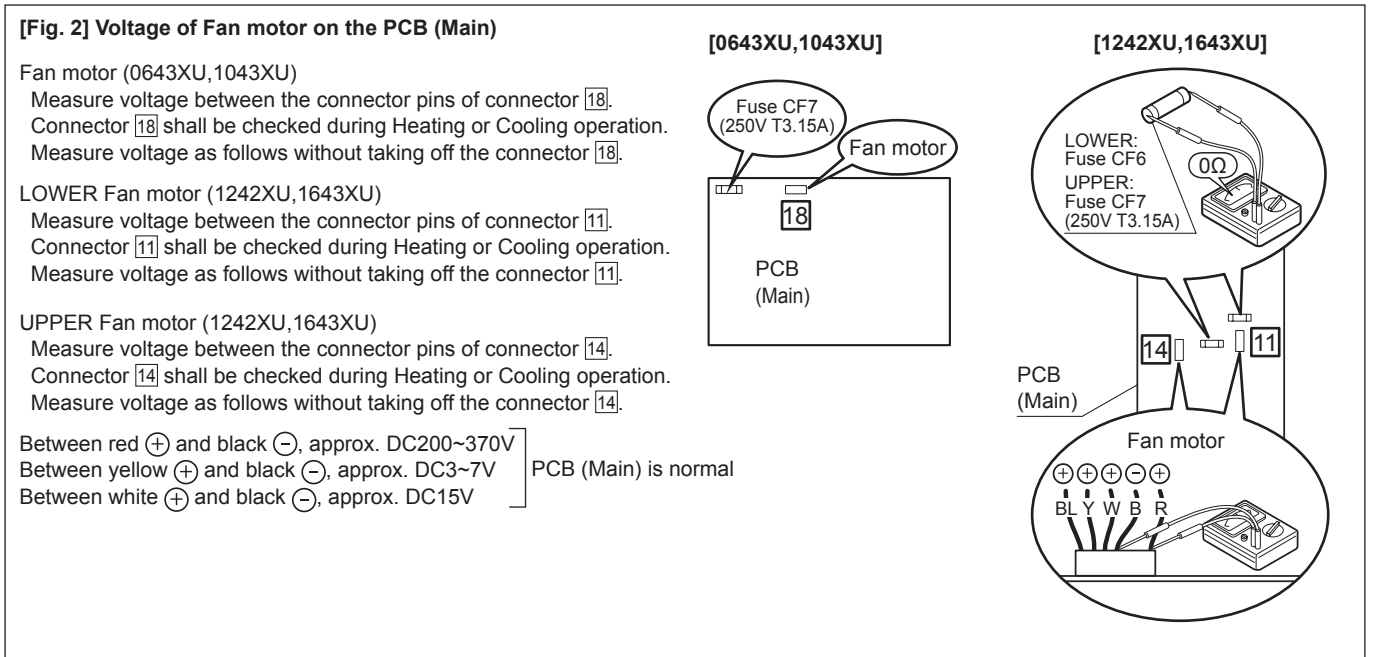 [Fig. 2] Voltage of Fan motor on the PCB (Main)
Fan motor (0643XU,1043XU)
Measure voltage between the connector pins of connector 18.
Connector 18 shall be checked during Heating or Cooling operation.
Measure voltage as follows without taking off the connector 18.
LOWER Fan motor (1242XU,1643XU)
Measure voltage between the connector pins of connector 11.
Connector 11 shall be checked during Heating or Cooling operation.
Measure voltage as follows without taking off the connector 11.
UPPER Fan motor (1242XU,1643XU)
Measure voltage between the connector pins of connector 14.
Connector 14 shall be checked during Heating or Cooling operation.
Measure voltage as follows without taking off the connector 14.
Between red ⊕ and black ⊖, approx. DC200~370V
Between yellow ⊕ and black ⊖, approx. DC3~7V
Between white ⊕ and black ⊖, approx. DC15V
PCB (Main) is normal
[0643XU,1043XU]
Fuse CF7
(250V T3.15A)
Fan motor
18
PCB
(Main)
[1242XU,1643XU]
LOWER:
Fuse CF6
UPPER:
Fuse CF7
(250V T3.15A)
0Ω
14
11
PCB
(Main)
Fan motor
⊕ ⊕ ⊕ ⊖ ⊕
BL Y W B R